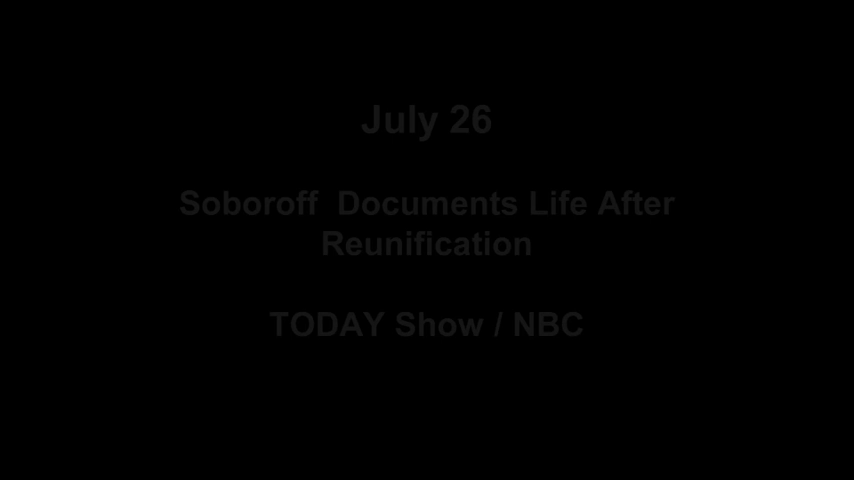 July 26
Soboroff  Documents Life After
Reunification
TODAY Show / NBC